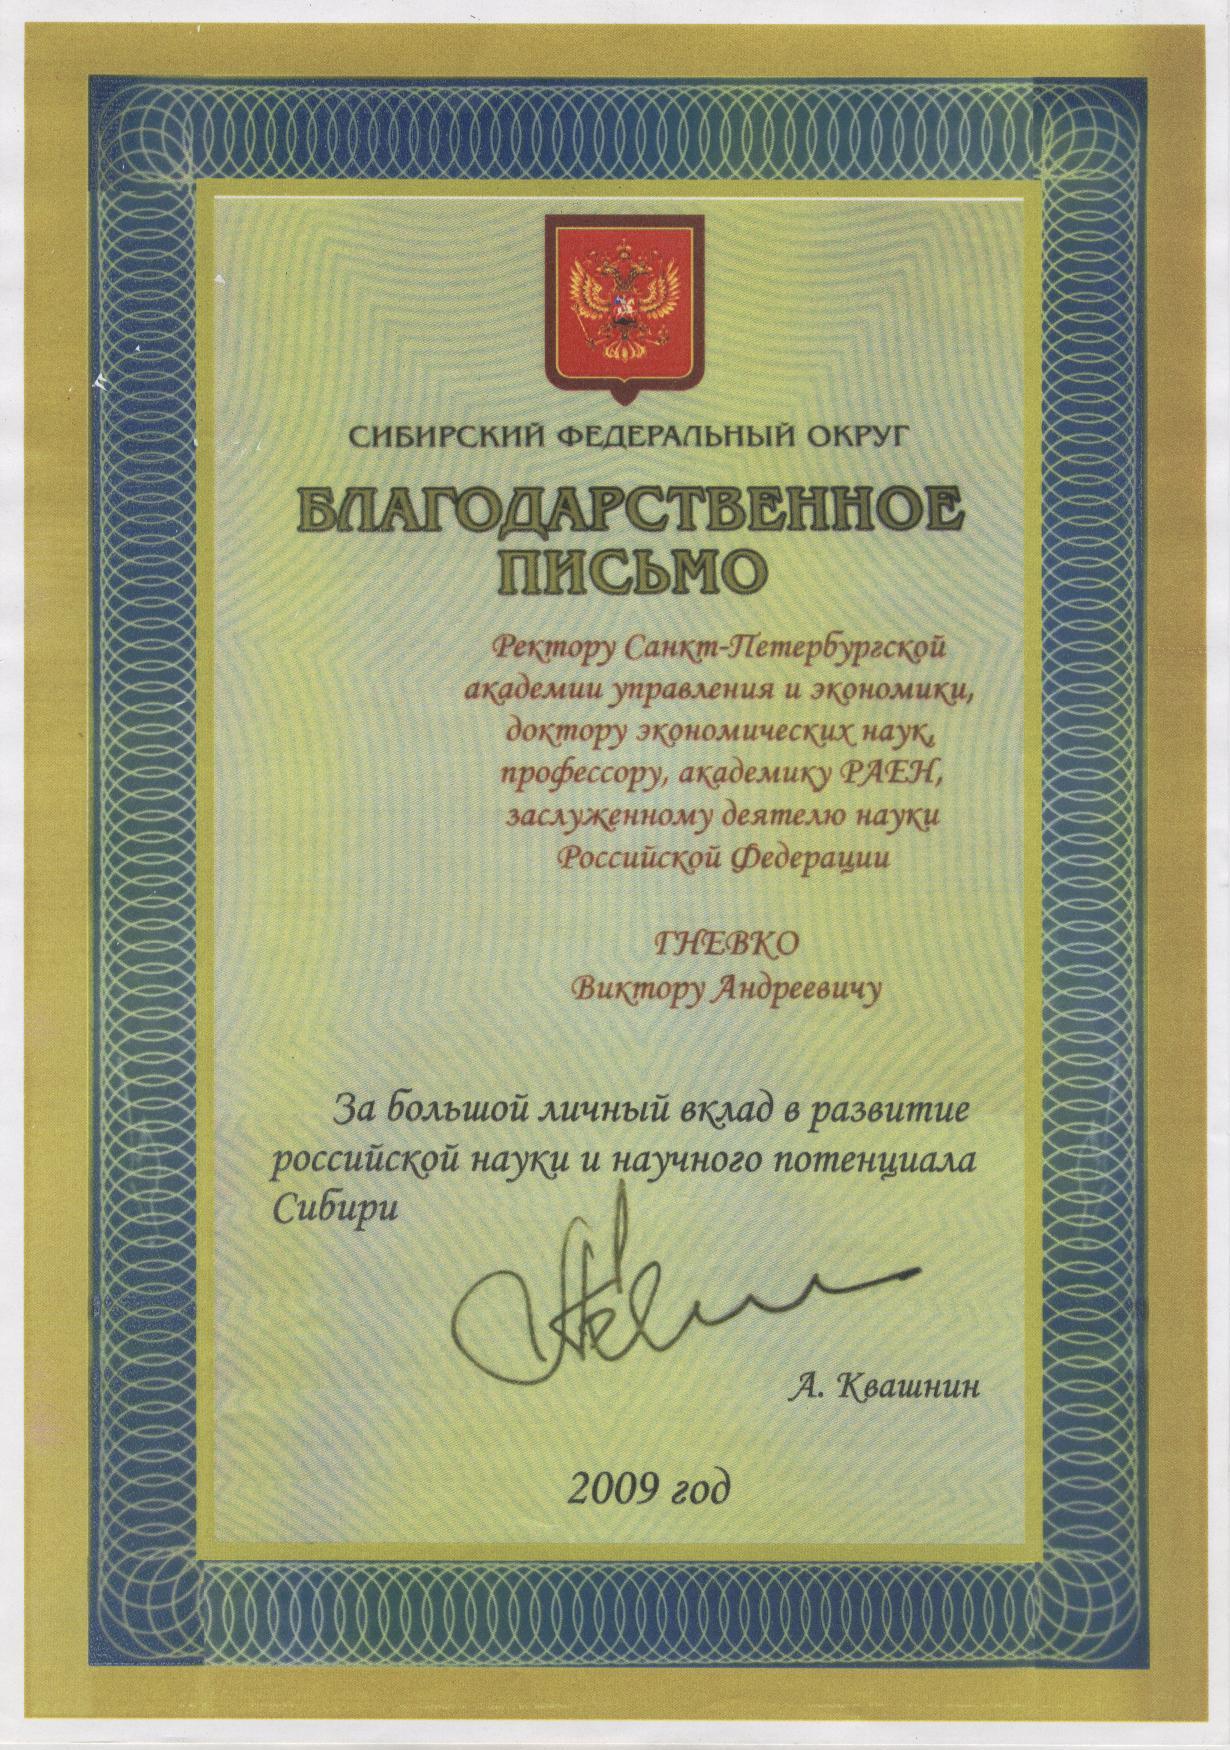 СИБИРСКИЙ ФЕДЕРАЛЬНЫЙ ОКРУГ
БЛАГОДАРСТВЕННОЕ
ПИСЬМО
Ректору Санкт-Петербургской
академии управления и экономики,
доктору экономических наук,
профессору, академику РАЕН,
заслуженному деятелю науки
Российской Федерации
ГНЕВКО
Виктору Андреевичу
За большой личный вклад в развитие
российской науки и научного потенциала
Сибири
А. Квашнин
2009 год